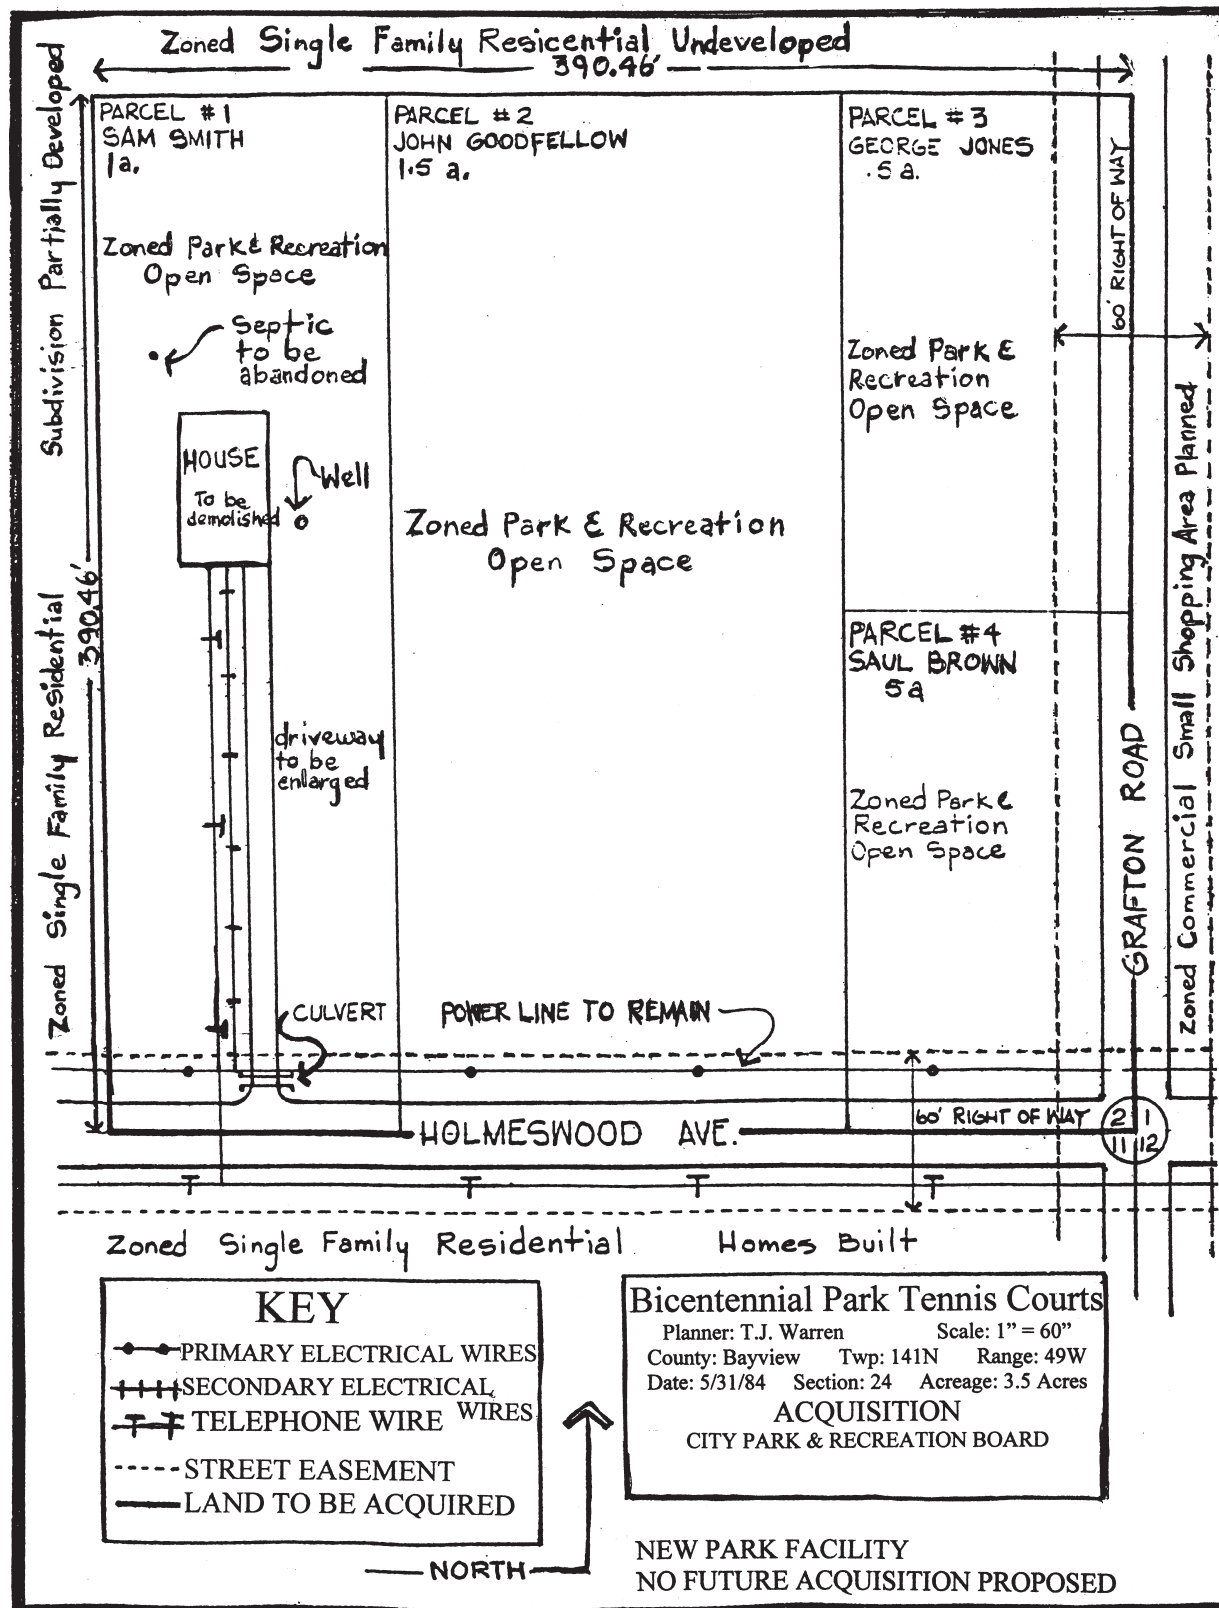 Zoned Single Family Resicential Undeveloped
390.46'
Subdivision Partially Developed
Zoned Single Family Residential
390.46'
PARCEL #1
SAM SMITH
1a.
Zoned Park & Recreation
Open Space
Septic
to be
abandoned
HOUSE
To be
demolished
Well
driveway
to be
enlarged
CULVERT
PARCEL #2
JOHN GOODFELLOW
1.5 a.
Zoned Park & Recreation
Open Space
POWER LINE TO REMAIN
PARCEL #3
GEORGE JONES
.5 a.
Zoned Park &
Recreation
Open Space
PARCEL #4
SAUL BROWN
5a
Zoned Park &
Recreation
Open Space
60' RIGHT OF WAY
GRAFTON ROAD
Zoned Commercial Small Shopping Area Planned
HOLMESWOOD AVE.
60' RIGHT OF WAY
2 1
11 12
Zoned Single Family Residential Homes Built
KEY
PRIMARY ELECTRICAL WIRES
SECONDARY ELECTRICAL
WIRES
TELEPHONE WIRE
STREET EASEMENT
LAND TO BE ACQUIRED
NORTH
Bicentennial Park Tennis Courts
Planner: T.J. Warren Scale: 1” = 60”
County: Bayview Twp: 141N Range: 49W
Date: 5/31/84 Section: 24 Acreage: 3.5 Acres
ACQUISITION
CITY PARK & RECREATION BOARD
NEW PARK FACILITY
NO FUTURE ACQUISITION PROPOSED